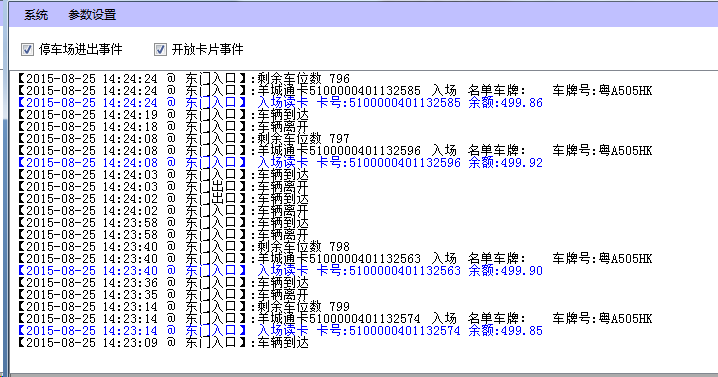 系统 参数设置
停车场进出事件 开放卡片事件
【2015-08-25 14:24:24 @ 东门入口】:剩余车位数 796
【2015-08-25 14:24:24 @ 东门入口】:羊城通卡5100000401132585 入场 名单车牌: 车牌号:粤A505HK
【2015-08-25 14:24:24 @ 东门入口】 入场读卡 卡号:5100000401132585 余额:499.86
【2015-08-25 14:24:19 @ 东门入口】:车辆到达
【2015-08-25 14:24:18 @ 东门入口】:车辆离开
【2015-08-25 14:24:08 @ 东门入口】:剩余车位数 797
【2015-08-25 14:24:08 @ 东门入口】:羊城通卡5100000401132596 入场 名单车牌: 车牌号:粤A505HK
【2015-08-25 14:24:08 @ 东门入口】 入场读卡 卡号:5100000401132596 余额:499.92
【2015-08-25 14:24:03 @ 东门入口】:车辆到达
【2015-08-25 14:24:03 @ 东门出口】:车辆离开
【2015-08-25 14:24:02 @ 东门出口】:车辆到达
【2015-08-25 14:24:02 @ 东门入口】:车辆离开
【2015-08-25 14:23:58 @ 东门入口】:车辆到达
【2015-08-25 14:23:58 @ 东门入口】:车辆离开
【2015-08-25 14:23:40 @ 东门入口】:剩余车位数 798
【2015-08-25 14:23:40 @ 东门入口】:羊城通卡5100000401132563 入场 名单车牌: 车牌号:粤A505HK
【2015-08-25 14:23:40 @ 东门入口】 入场读卡 卡号:5100000401132563 余额:499.90
【2015-08-25 14:23:36 @ 东门入口】:车辆到达
【2015-08-25 14:23:35 @ 东门入口】:车辆离开
【2015-08-25 14:23:14 @ 东门入口】:剩余车位数 799
【2015-08-25 14:23:14 @ 东门入口】:羊城通卡5100000401132574 入场 名单车牌: 车牌号:粤A505HK
【2015-08-25 14:23:14 @ 东门入口】 入场读卡 卡号:5100000401132574 余额:499.85
【2015-08-25 14:23:09 @ 东门入口】:车辆到达